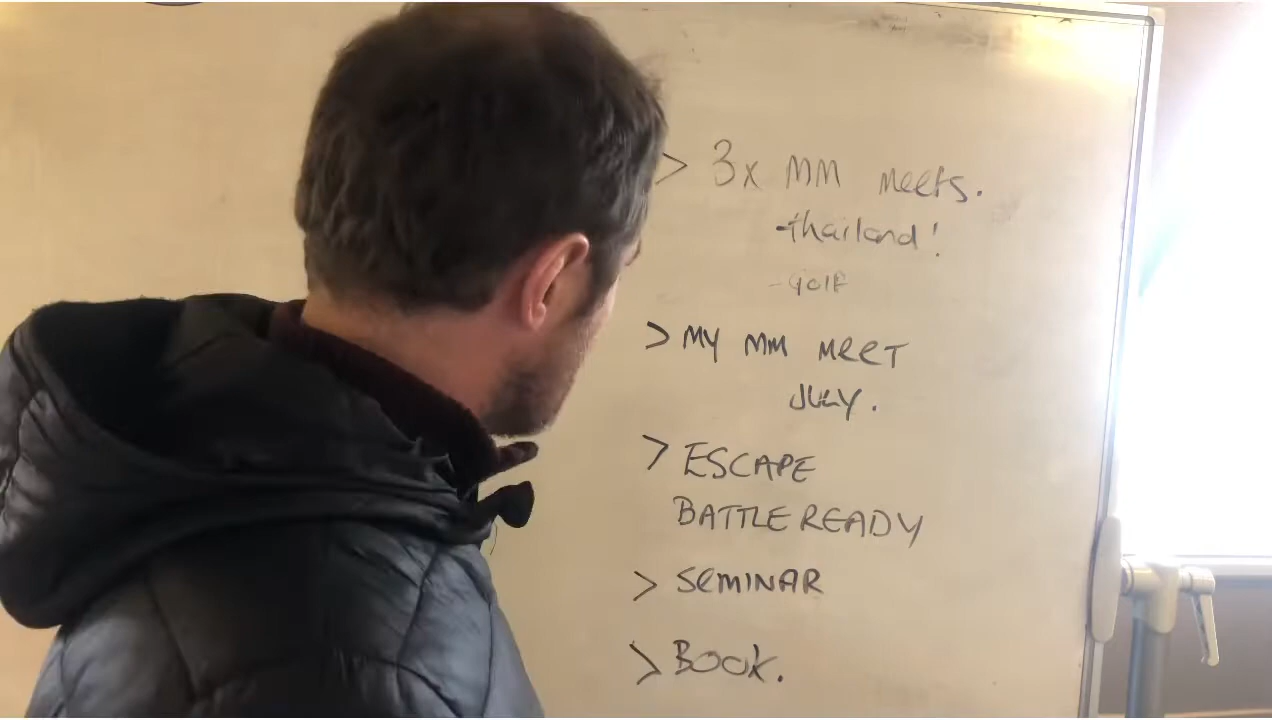 > 3x MM Meets.
-thailand!
-golf
> MY MM MEET
JULY.
> ESCAPE
BATTLE READY
> SEMINAR
> BOOK.